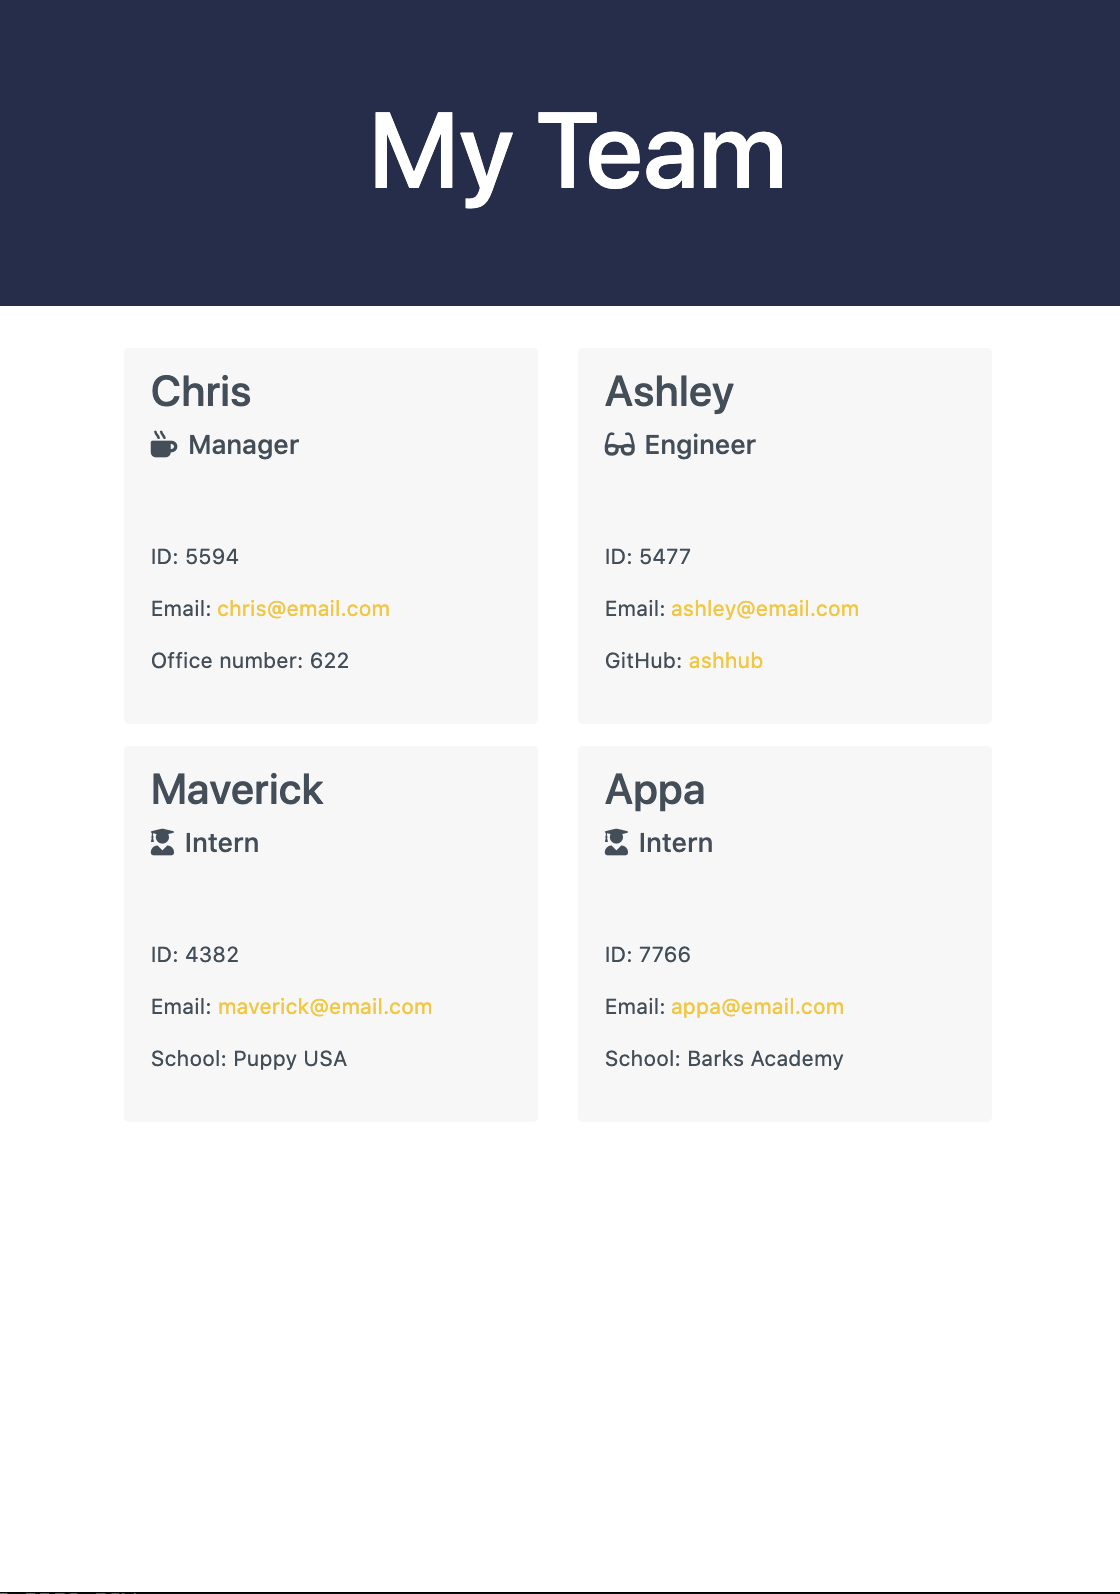 My Team
Chris
Manager
ID: 5594
Email: chris@email.com
Office number: 622
Ashley
Engineer
ID: 5477
Email: ashley@email.com
GitHub: ashhub
Maverick
Intern
ID: 4382
Email: maverick@email.com
School: Puppy USA
Appa
Intern
ID: 7766
Email: appa@email.com
School: Barks Academy